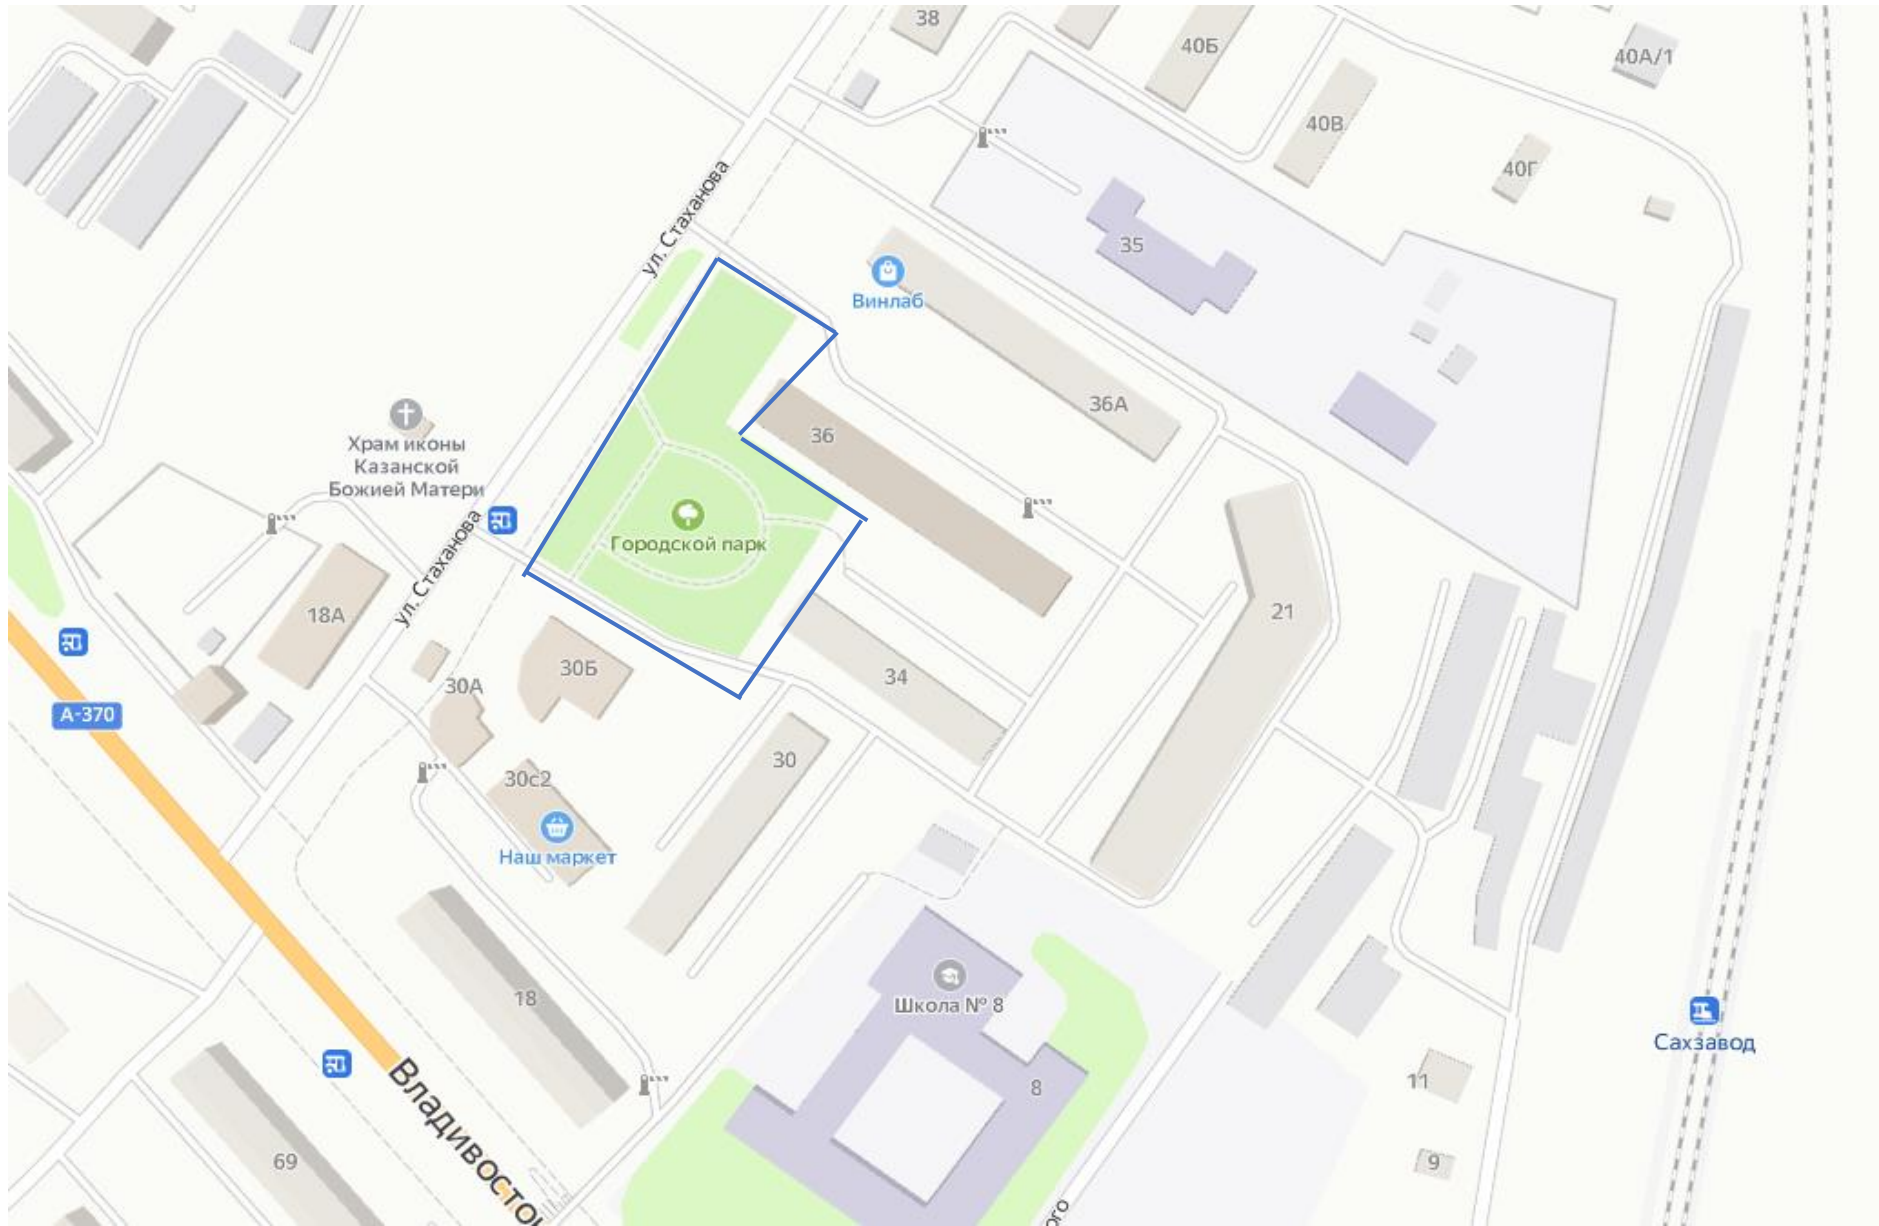 38
40Б
40А/1
40В
40Г
ул. Стаханова
35
Винлаб
36А
36
Храм иконы
Казанской
Божией Матери
Городской парк
ул. Стаханова
18А
21
30Б
34
30А
А-370
30
30с2
Наш маркет
18
Школа № 8
Сахзавод
8
11
Владивосто
69
9
ого